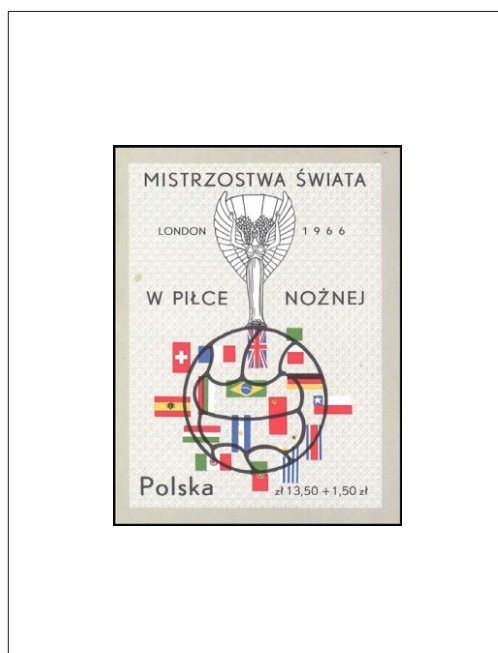 MISTRZOSTWA ŚWIATA
LONDON 1966
W PIŁCE NOŻNEJ
Polska zł 13,50 + 1,50 zł